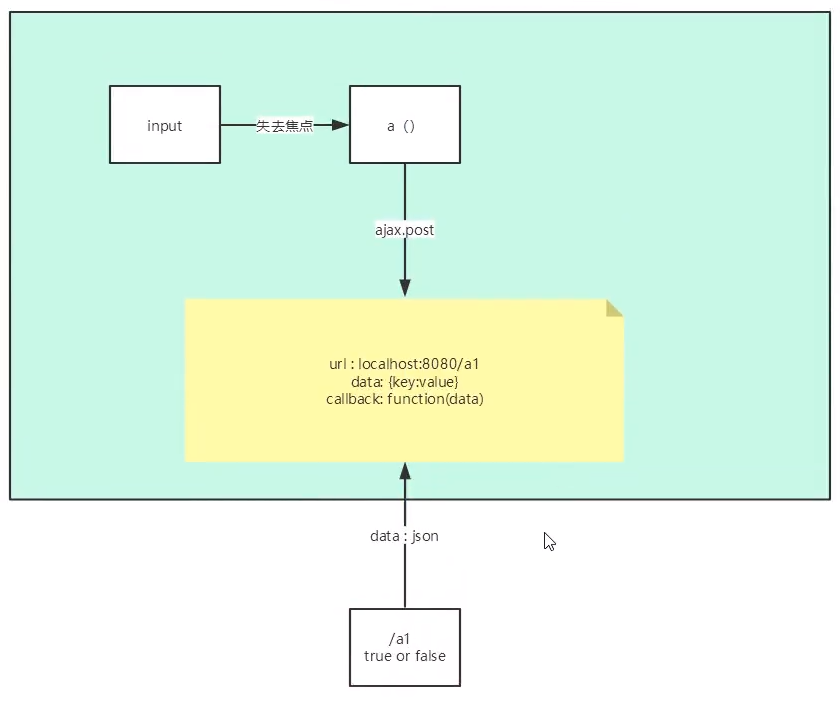 input
失去焦点
a（）
ajax.post
url : localhost:8080/a1
data: {key:value}
callback: function(data)
data : json
/a1
true or false